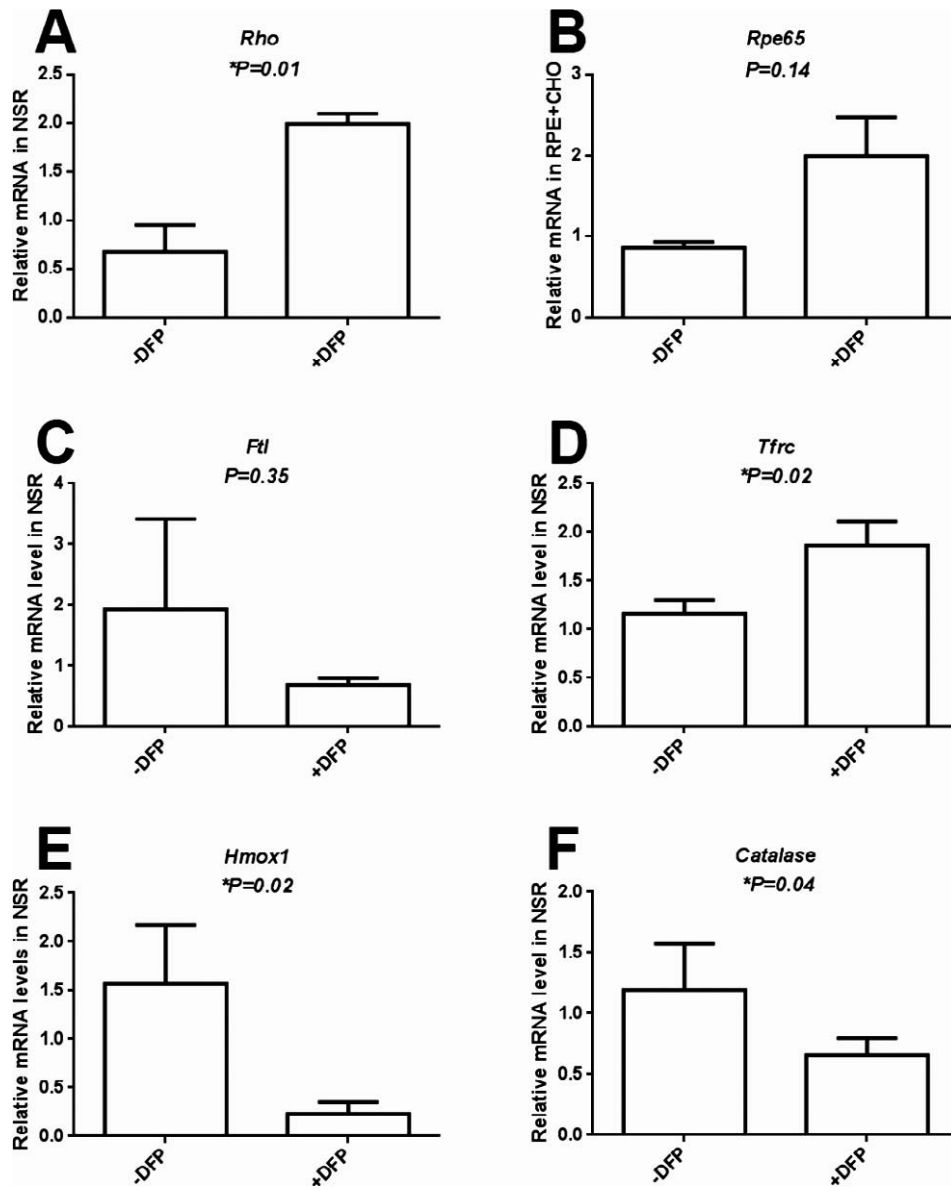 A
Rho
*P=0.01
Relative mRNA in NSR
2.5
2.0
1.5
1.0
0.5
0.0
-DFP
+DFP
B
Rpe65
P=0.14
Relative mRNA in RPE+CHO
3
2
1
0
-DFP
+DFP
C
Ftl
P=0.35
Relative mRNA level in NSR
4
3
2
1
0
-DFP
+DFP
D
Tfrc
*P=0.02
Relative mRNA level in NSR
2.5
2.0
1.5
1.0
0.5
0.0
-DFP
+DFP
E
Hmox1
*P=0.02
Relative mRNA levels in NSR
2.5
2.0
1.5
1.0
0.5
0.0
-DFP
+DFP
F
Catalase
*P=0.04
Relative mRNA level in NSR
2.0
1.5
1.0
0.5
0.0
-DFP
+DFP